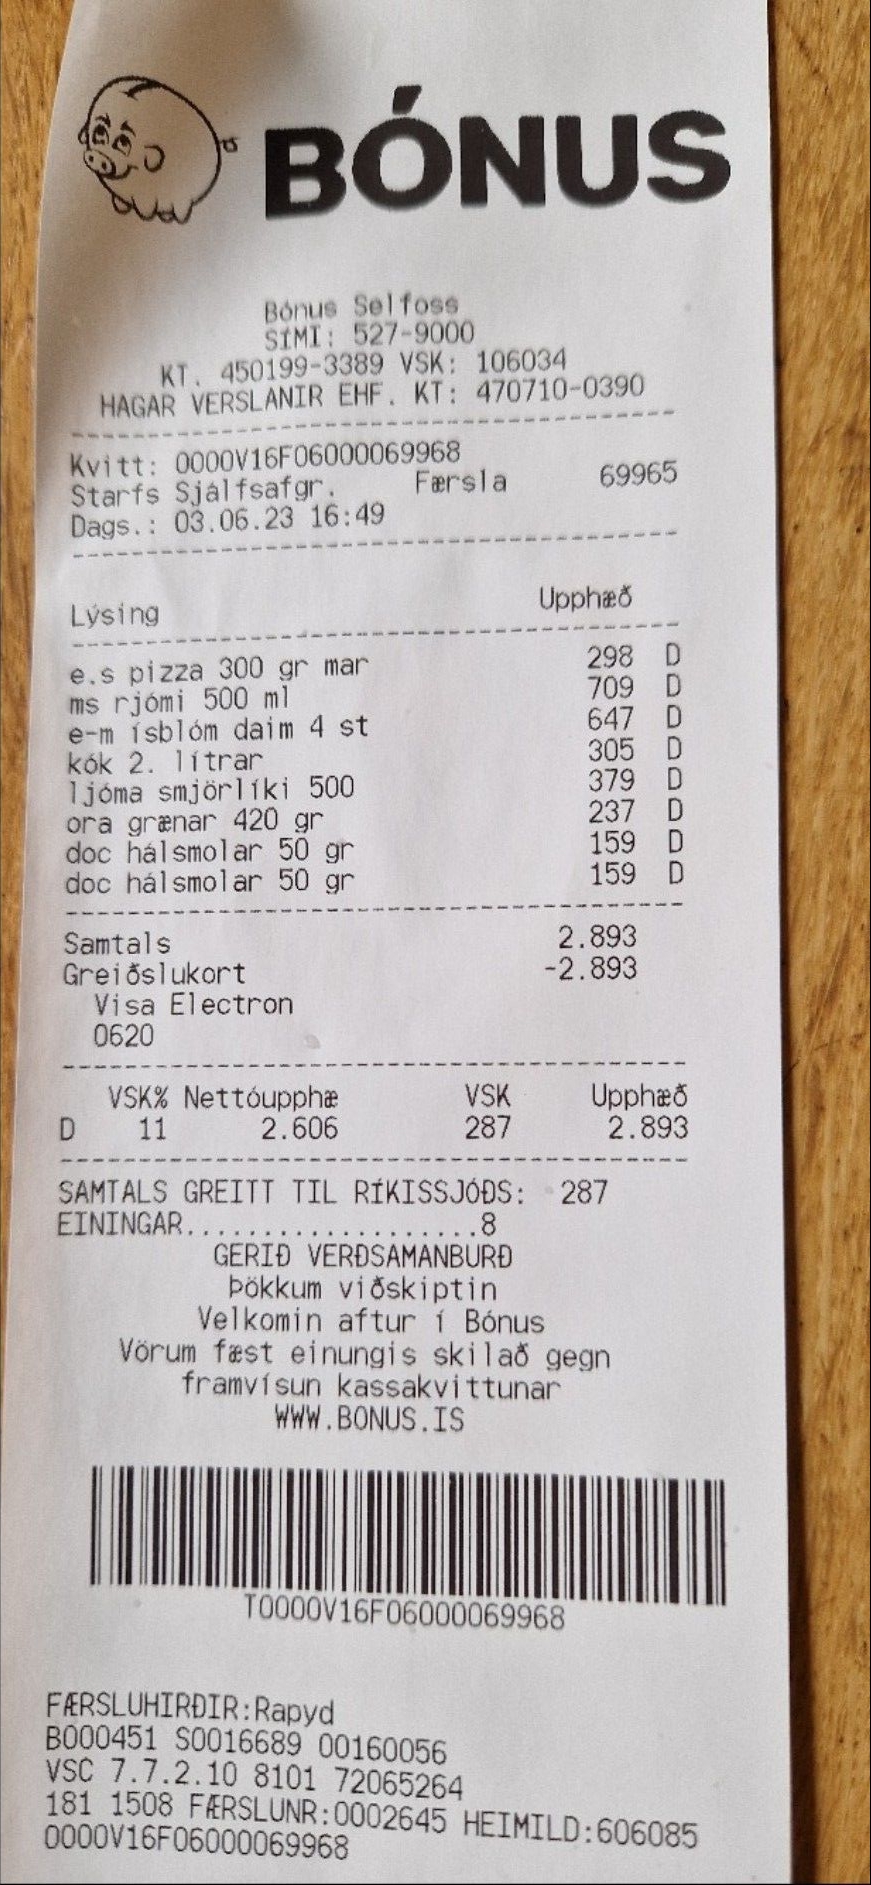 BÓNUS
Bónus Selfoss
SÍMI: 527-9000
KT. 450199-3389 VSK: 106034
HAGAR VERSLANIR EHF. KT: 470710-0390
Kvitt: 0000V16F06000069968
Starfs Sjálfsafgr. Færsla 69965
Dags.: 03.06.23 16:49
Lýsing Upphæð
e.s pizza 300 gr mar 298 D
ms rjómi 500 ml 709 D
e-m ísblóm daim 4 st 647 D
kók 2. lítrar 305 D
ljóma smjörlíki 500 379 D
ora grænar 420 gr 237 D
doc hálsmolar 50 gr 159 D
doc hálsmolar 50 gr 159 D
Samtals 2.893
Greiðslukort -2.893
Visa Electron
0620
VSK% Nettóupphæ VSK Upphæð
D 11 2.606 287 2.893
SAMTALS GREITT TIL RÍKISSJÓÐS: 287
EININGAR...................8
GERIÐ VERÐSAMANBURÐ
Þökkum viðskiptin
Velkomin aftur í Bónus
Vörum fæst einungis skilað gegn
framvísun kassakvittunar
WWW.BONUS.IS
T0000V16F06000069968
FÆRSLUHIRÐIR:Rapyd
B000451 S0016689 00160056
VSC 7.7.2.10 8101 72065264
181 1508 FÆRSLUNR:0002645 HEIMILD:606085
0000V16F06000069968